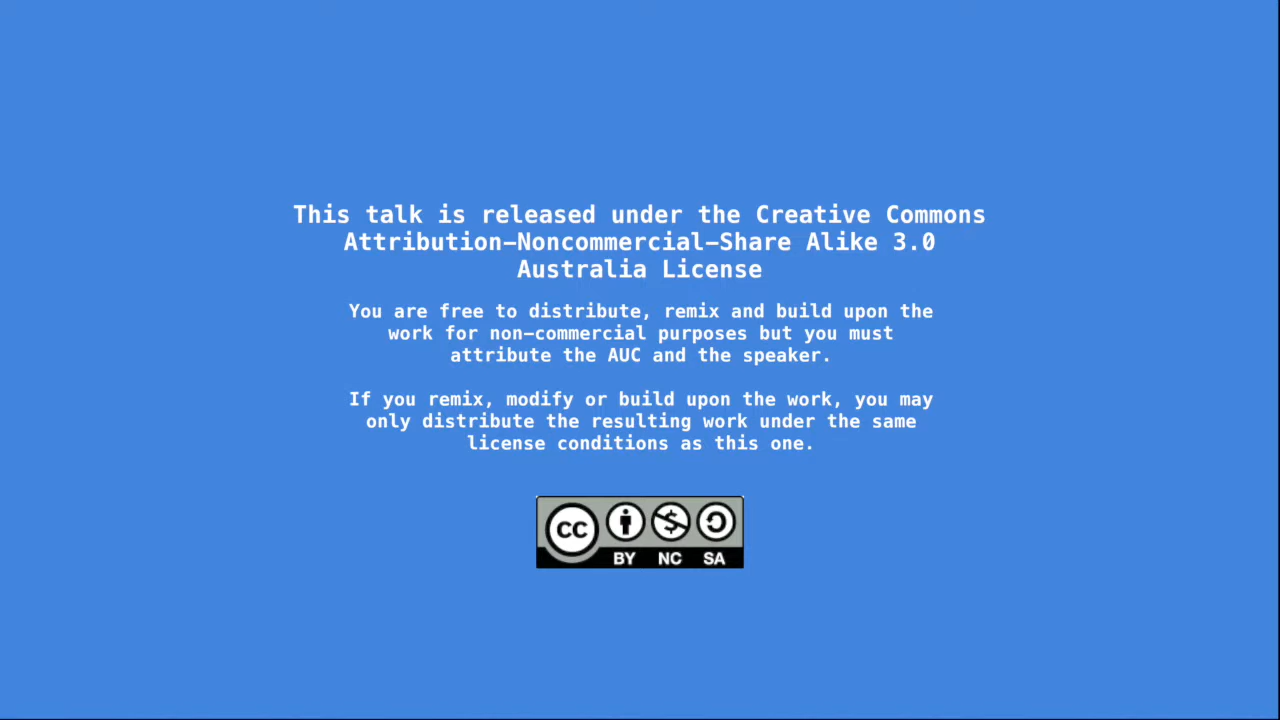 This talk is released under the Creative Commons
Attribution-Noncommercial-Share Alike 3.0
Australia License
You are free to distribute, remix and build upon the
work for non-commercial purposes but you must
attribute the AUC and the speaker.
If you remix, modify or build upon the work, you may
only distribute the resulting work under the same
license conditions as this one.
CC
BY NC SA